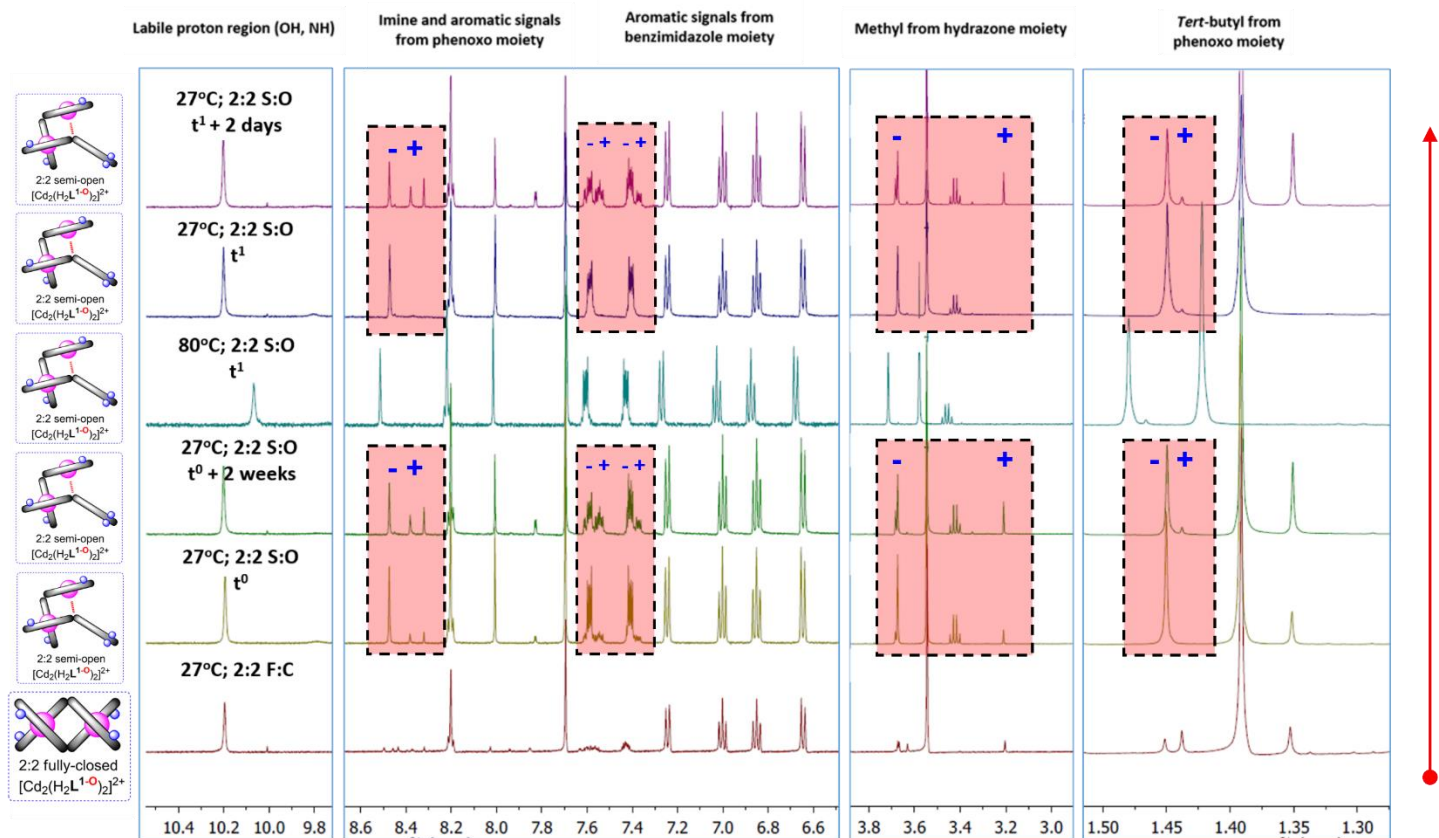 Labile proton region (OH, NH)
Imine and aromatic signals
from phenoxo moiety
Aromatic signals from
benzimidazole moiety
Methyl from hydrazone moiety
Tert-butyl from
phenoxo moiety
2:2 semi-open
[Cd₂(H₂L¹⁻ᴼ)₂]²⁺
27°C; 2:2 S:O
t¹ + 2 days
- +
- + - +
- +
- +
2:2 semi-open
[Cd₂(H₂L¹⁻ᴼ)₂]²⁺
27°C; 2:2 S:O
t¹
2:2 semi-open
[Cd₂(H₂L¹⁻ᴼ)₂]²⁺
80°C; 2:2 S:O
t¹
2:2 semi-open
[Cd₂(H₂L¹⁻ᴼ)₂]²⁺
27°C; 2:2 S:O
t⁰ + 2 weeks
- +
- + - +
- +
- +
2:2 semi-open
[Cd₂(H₂L¹⁻ᴼ)₂]²⁺
27°C; 2:2 S:O
t⁰
2:2 fully-closed
[Cd₂(H₂L¹⁻ᴼ)₂]²⁺
27°C; 2:2 F:C
10.4 10.2 10.0 9.8
8.6 8.4 8.2 8.0 7.8 7.6 7.4 7.2 7.0 6.8 6.6
3.8 3.6 3.4 3.2 3.0
1.50 1.45 1.40 1.35 1.30